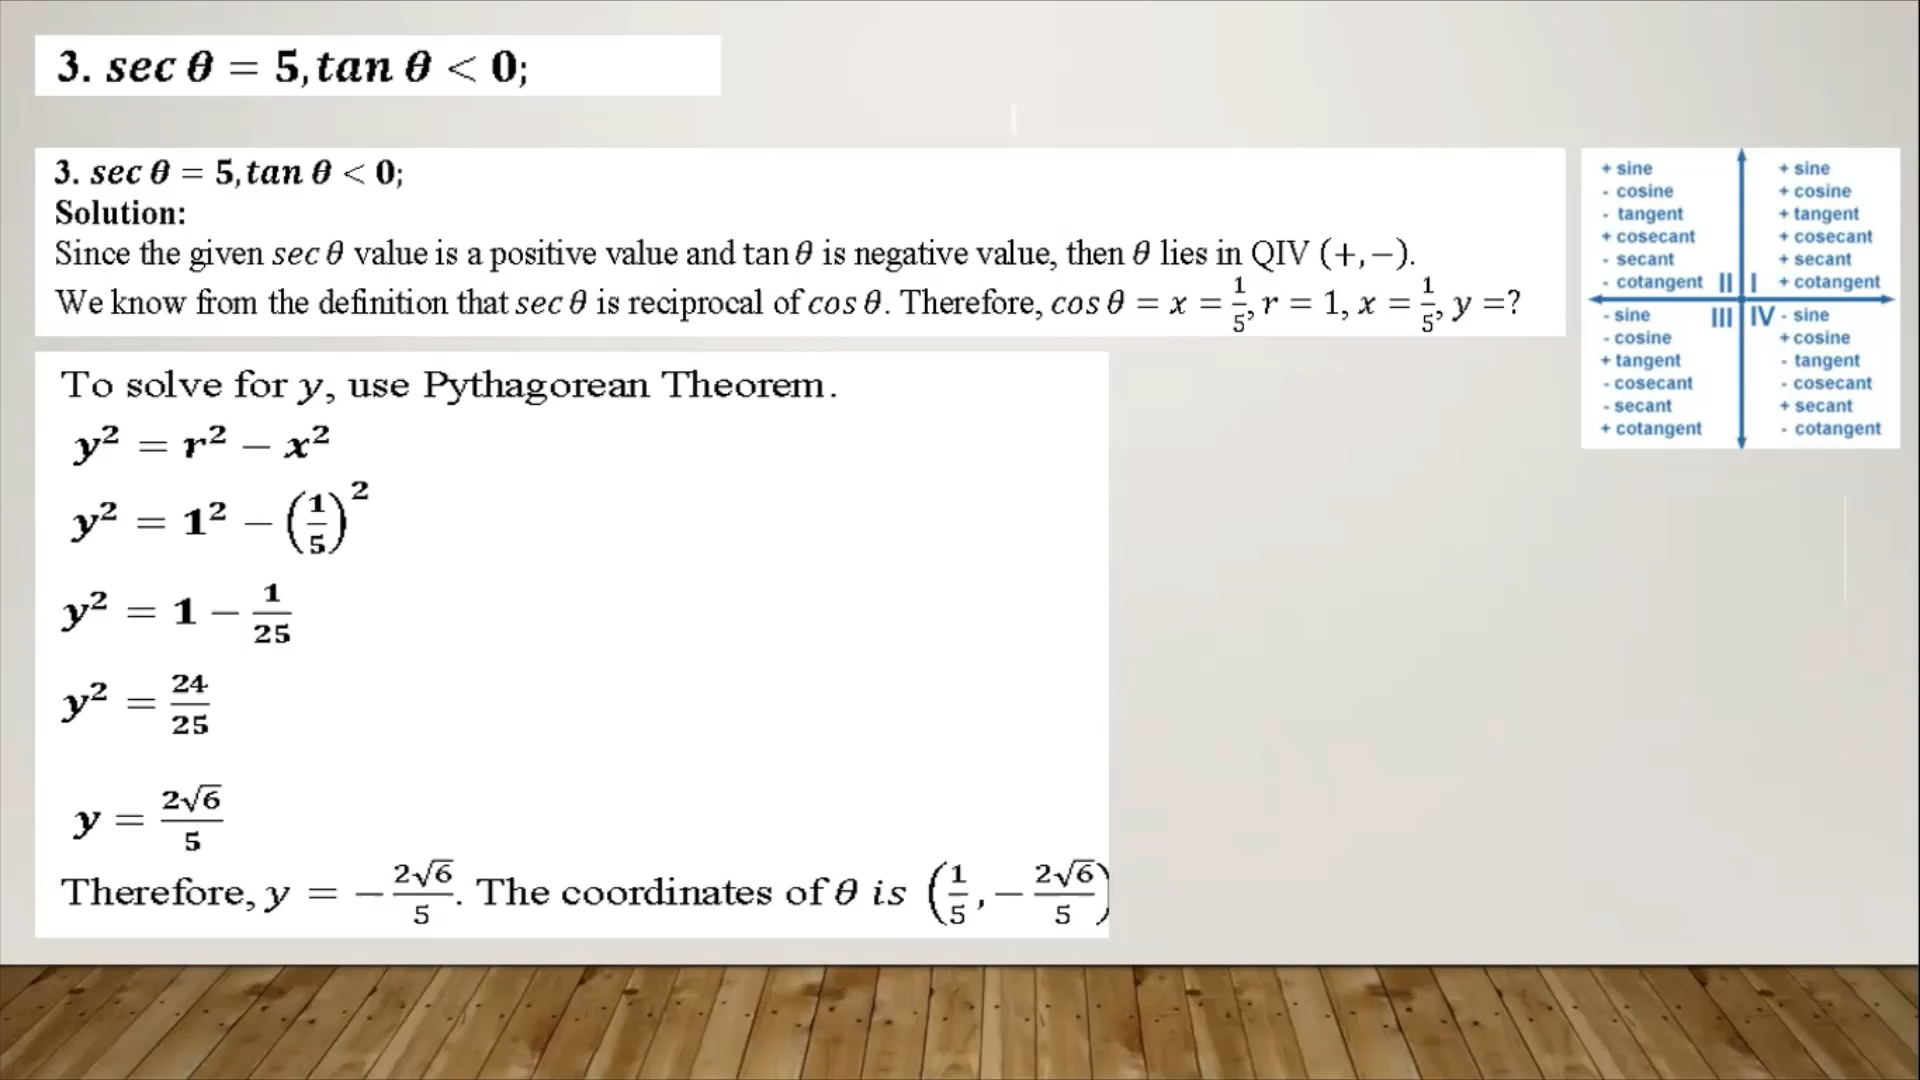 3. sec θ = 5, tan θ < 0;
3. sec θ = 5, tan θ < 0;
Solution:
Since the given sec θ value is a positive value and tan θ is negative value, then θ lies in QIV (+, −).
We know from the definition that sec θ is reciprocal of cos θ. Therefore, cos θ = x = 1/5, r = 1, x = 1/5, y =?
To solve for y, use Pythagorean Theorem.
y² = r² − x²
y² = 1² − (1/5)²
y² = 1 − 1/25
y² = 24/25
y = 2√6/5
Therefore, y = − 2√6/5. The coordinates of θ is (1/5, − 2√6/5)
+ sine
- cosine
- tangent
+ cosecant
- secant
- cotangent II
+ sine
+ cosine
+ tangent
+ cosecant
+ secant
I + cotangent
- sine III
- cosine
+ tangent
- cosecant
- secant
+ cotangent
IV - sine
+ cosine
- tangent
- cosecant
+ secant
- cotangent